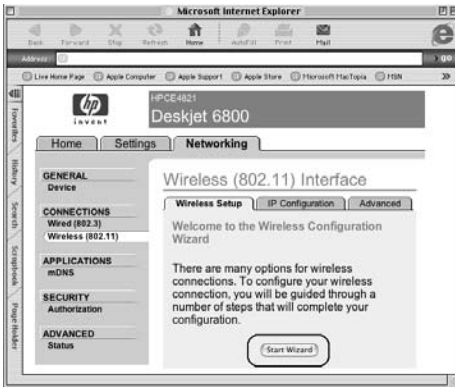 Microsoft Internet Explorer
Back Forward Stop Refresh Home AutoFill Print Mail
Address:
go
Live Home Page Apple Computer Apple Support Apple Store Microsoft MacTopia MSN
Favorites
History
Search
Scrapbook
Page Holder
hp
invent
HPCE4821
Deskjet 6800
Home Settings Networking
GENERAL
Device
CONNECTIONS
Wired (802.3)
Wireless (802.11)
APPLICATIONS
mDNS
SECURITY
Authorization
ADVANCED
Status
Wireless (802.11) Interface
Wireless Setup IP Configuration Advanced
Welcome to the Wireless Configuration
Wizard
There are many options for wireless
connections. To configure your wireless
connection, you will be guided through a
number of steps that will complete your
configuration.
Start Wizard